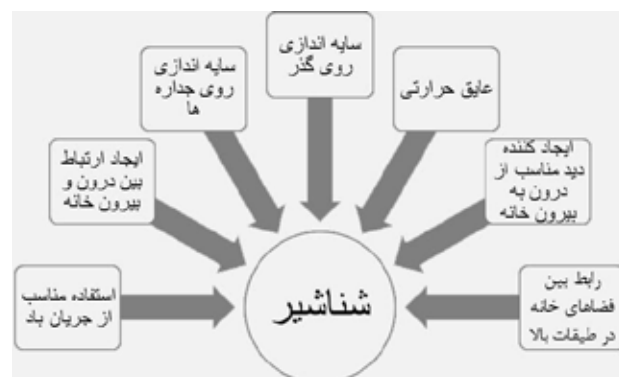 سایه اندازی
روی گذر
سایه اندازی
روی جداره
ها
عایق حرارتی
ایجاد ارتباط
بین درون و
بیرون خانه
ایجاد کننده
دید مناسب از
درون به
بیرون خانه
استفاده مناسب
از جریان باد
شناشیر
رابط بین
فضاهای خانه
در طبقات بالا